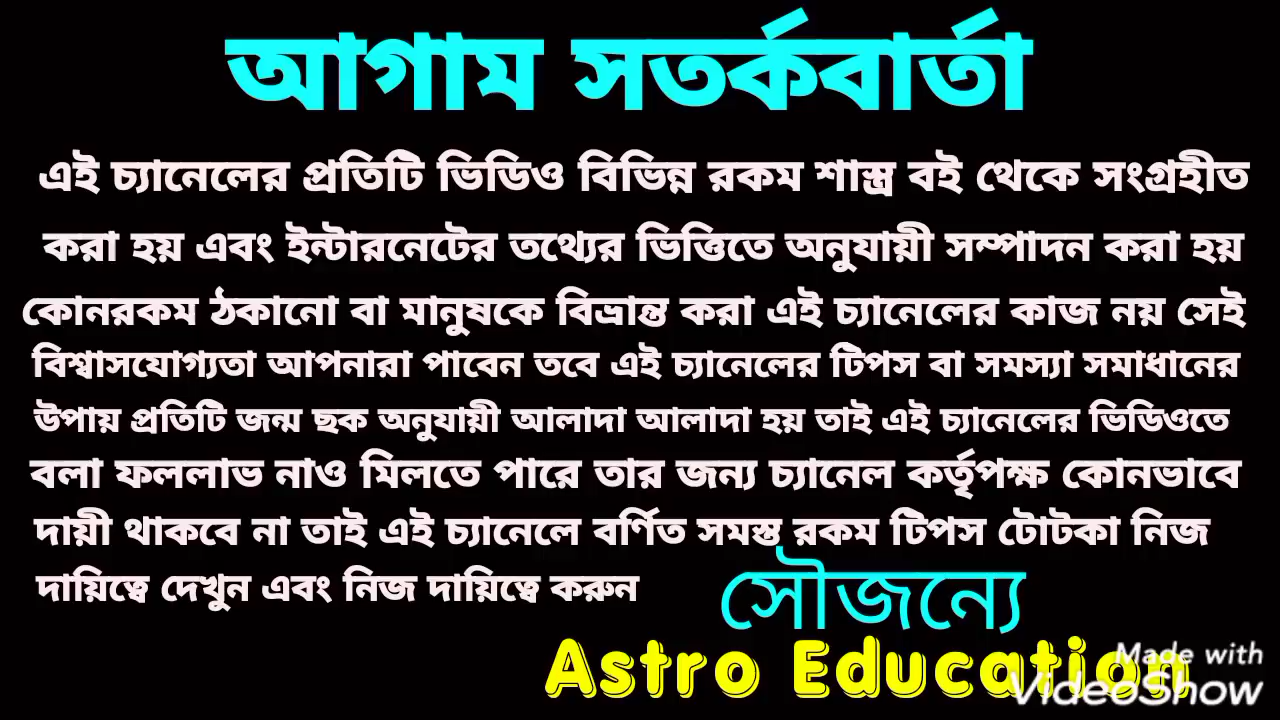 আগাম সতর্কবার্তা
এই চ্যানেলের প্রতিটি ভিডিও বিভিন্ন রকম শাস্ত্র বই থেকে সংগ্রহীত
করা হয় এবং ইন্টারনেটের তথ্যের ভিত্তিতে অনুযায়ী সম্পাদন করা হয়
কোনরকম ঠকানো বা মানুষকে বিভ্রান্ত করা এই চ্যানেলের কাজ নয় সেই
বিশ্বাসযোগ্যতা আপনারা পাবেন তবে এই চ্যানেলের টিপস বা সমস্যা সমাধানের
উপায় প্রতিটি জন্ম ছক অনুযায়ী আলাদা আলাদা হয় তাই এই চ্যানেলের ভিডিওতে
বলা ফললাভ নাও মিলতে পারে তার জন্য চ্যানেল কর্তৃপক্ষ কোনভাবে
দায়ী থাকবে না তাই এই চ্যানেলে বর্ণিত সমস্ত রকম টিপস টোটকা নিজ
দায়িত্বে দেখুন এবং নিজ দায়িত্বে করুন
সৌজন্যে
Astro Education
Made with
VideoShow